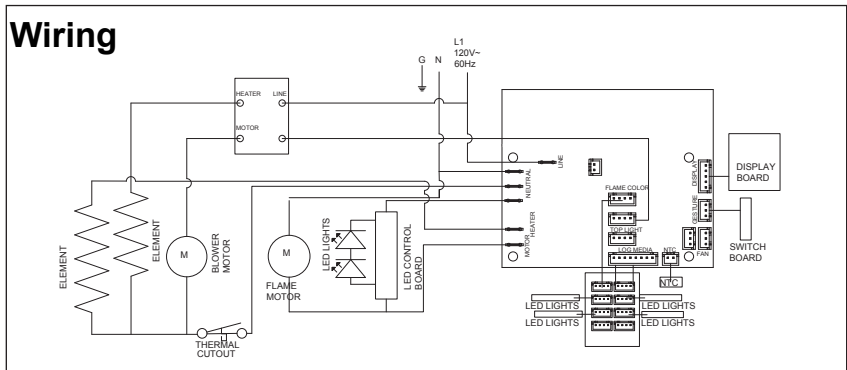 Wiring
L1
120V~
60Hz
G N
HEATER LINE
MOTOR
ELEMENT
ELEMENT
M
BLOWER
MOTOR
THERMAL
CUTOUT
M
FLAME
MOTOR
LED LIGHTS
LED CONTROL
BOARD
LINE
NEUTRAL
HEATER
MOTOR
FLAME COLOR
TOP LIGHT
LOG MEDIA
NTC
FAN
DISPLAY
GESTURE
DISPLAY
BOARD
SWITCH
BOARD
NTC
LED LIGHTS
LED LIGHTS
LED LIGHTS
LED LIGHTS